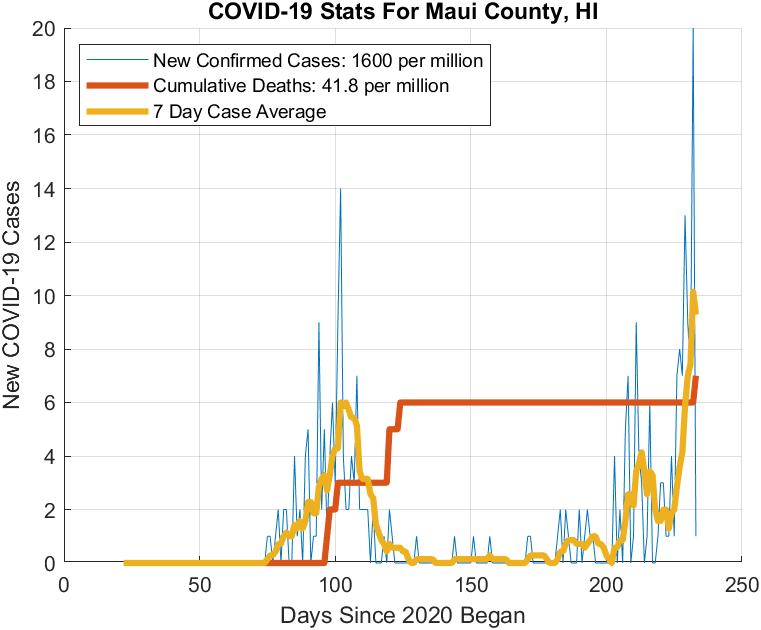 COVID-19 Stats For Maui County, HI
New Confirmed Cases: 1600 per million
Cumulative Deaths: 41.8 per million
7 Day Case Average
New COVID-19 Cases
20
18
16
14
12
10
8
6
4
2
0
0 50 100 150 200 250
Days Since 2020 Began